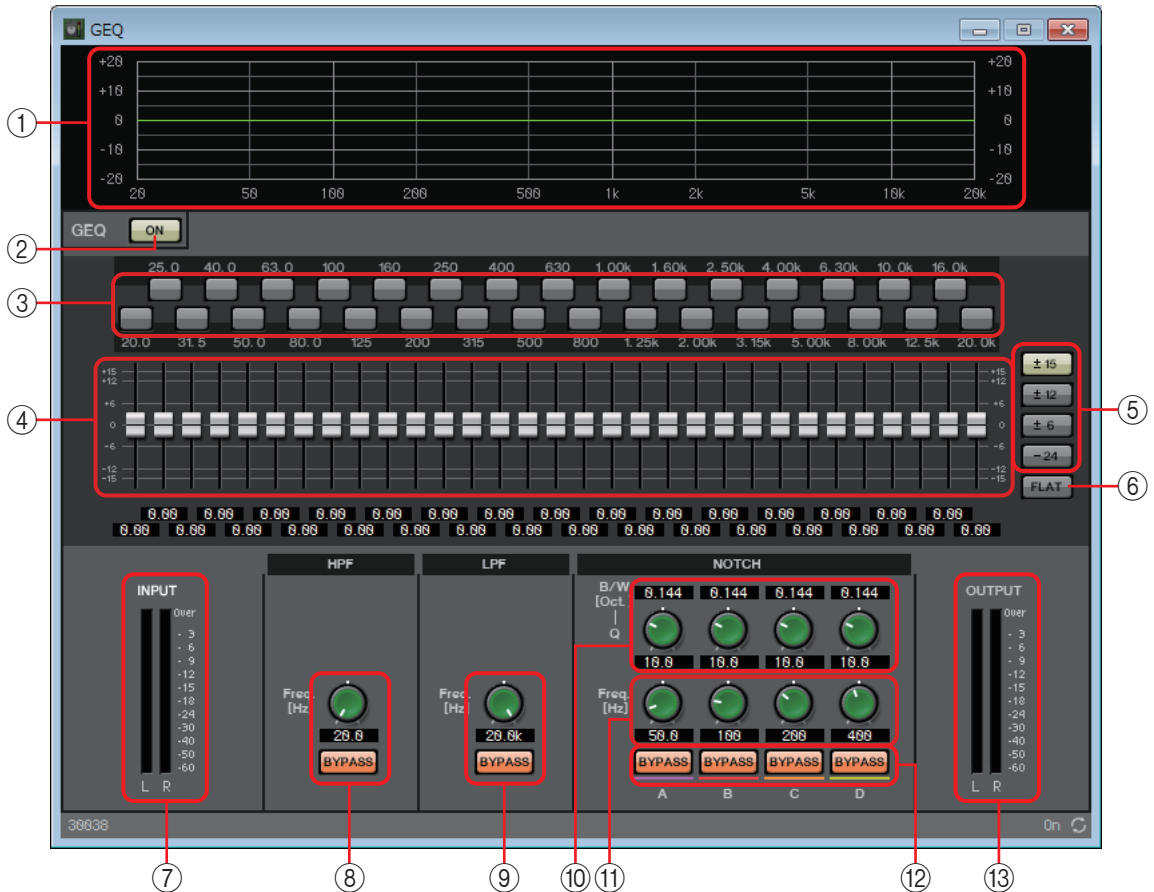 GEQ
+20 +20
+10 +10
① 0 0
-10 -10
-20 -20
20 50 100 200 500 1k 2k 5k 10k 20k
GEQ ON
②
25.0 40.0 63.0 100 160 250 400 630 1.00k 1.60k 2.50k 4.00k 6.30k 10.0k 16.0k
③
20.0 31.5 50.0 80.0 125 200 315 500 800 1.25k 2.00k 3.15k 5.00k 8.00k 12.5k 20.0k
+15 +15
+12 +12
+6
④ 0 0
-6 -6
-12 -12
-15 -15
± 15
± 12
± 6
- 24
⑤
FLAT ⑥
0.00 0.00 0.00 0.00 0.00 0.00 0.00 0.00 0.00 0.00 0.00 0.00 0.00 0.00 0.00
0.00 0.00 0.00 0.00 0.00 0.00 0.00 0.00 0.00 0.00 0.00 0.00 0.00 0.00 0.00 0.00
INPUT
Over
- 3
- 6
- 9
-12
-15
-18
-24
-30
-40
-50
-60
L R
HPF
Freq.
[Hz]
20.0
BYPASS
LPF
Freq.
[Hz]
20.0k
BYPASS
NOTCH
B/W
[Oct.]
|
Q
0.144 0.144 0.144 0.144
10.0 10.0 10.0 10.0
Freq.
[Hz]
50.0 100 200 400
BYPASS BYPASS BYPASS BYPASS
A B C D
OUTPUT
Over
- 3
- 6
- 9
-12
-15
-18
-24
-30
-40
-50
-60
L R
30038 On
⑦ ⑧ ⑨ ⑩ ⑪ ⑫ ⑬